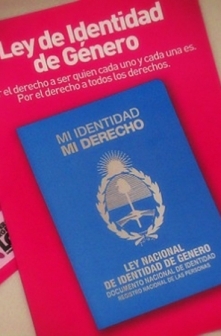 Ley de Identidad
de Género
el derecho a ser quien cada uno y cada una es.
Por el derecho a todos los derechos.
MI IDENTIDAD
MI DERECHO
LEY NACIONAL
DE IDENTIDAD DE GÉNERO
DOCUMENTO NACIONAL DE IDENTIDAD
REGISTRO NACIONAL DE LAS PERSONAS